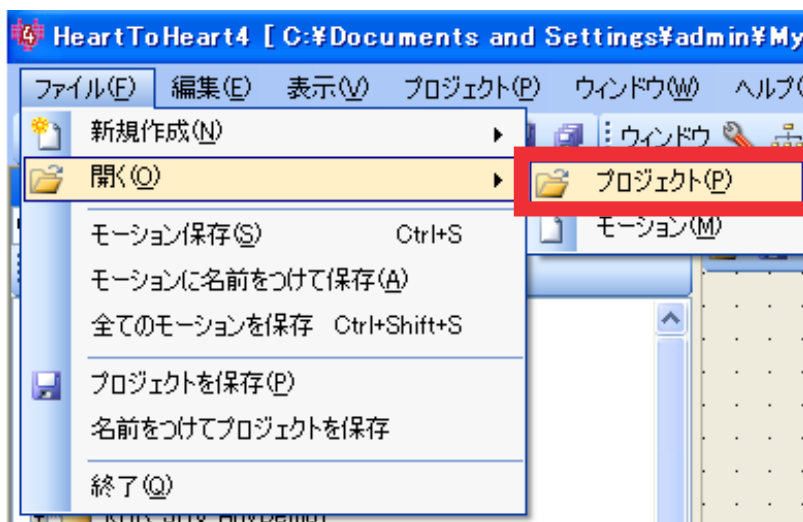 HeartToHeart4 [ C:¥Documents and Settings¥admin¥My
ファイル(F) 編集(E) 表示(V) プロジェクト(P) ウィンドウ(W) ヘルプ(
新規作成(N) ウィンドウ
開く(O) プロジェクト(P)
モーション保存(S) Ctrl+S モーション(M)
モーションに名前をつけて保存(A)
全てのモーションを保存 Ctrl+Shift+S
プロジェクトを保存(P)
名前をつけてプロジェクトを保存
終了(Q)